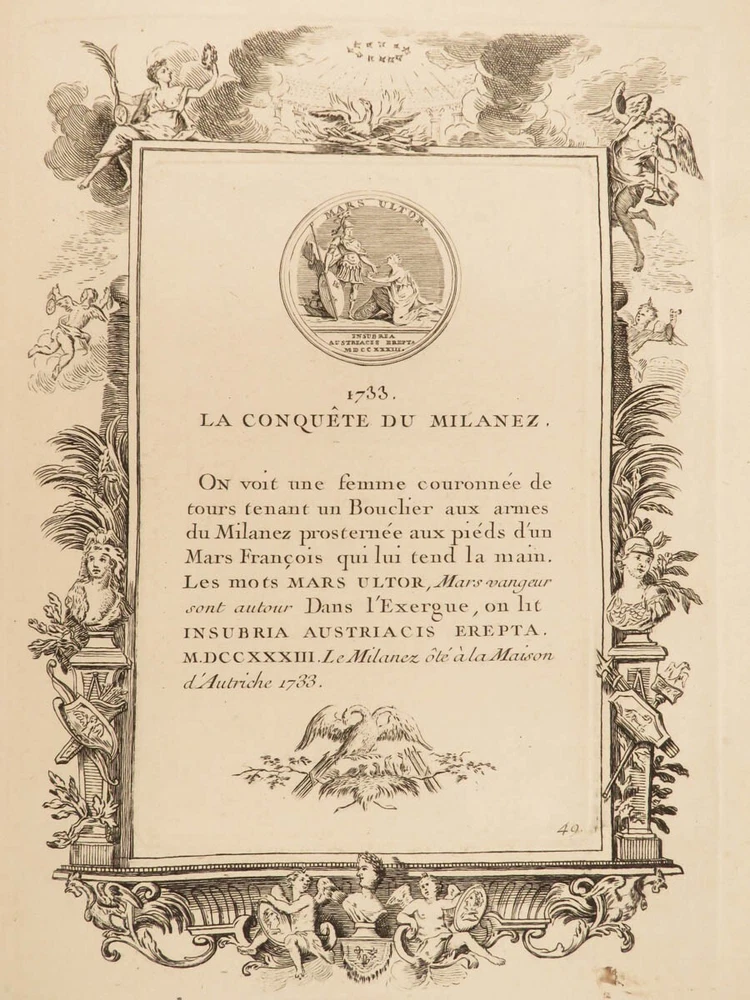 MARS ULTOR
INSUBRIA
AUSTRIACIS EREPTA
MDCCXXXIII.
1733.
LA CONQUÊTE DU MILANEZ.
ON voit une femme couronnée de
tours tenant un Bouclier aux armes
du Milanez prosternée aux piéds d'un
Mars François qui lui tend la main.
Les mots MARS ULTOR, Mars vangeur
sont autour Dans l'Exergue, on lit
INSUBRIA AUSTRIACIS EREPTA.
M.DCCXXXIII. Le Milanez ôté à la Maison
d'Autriche 1733.
49.